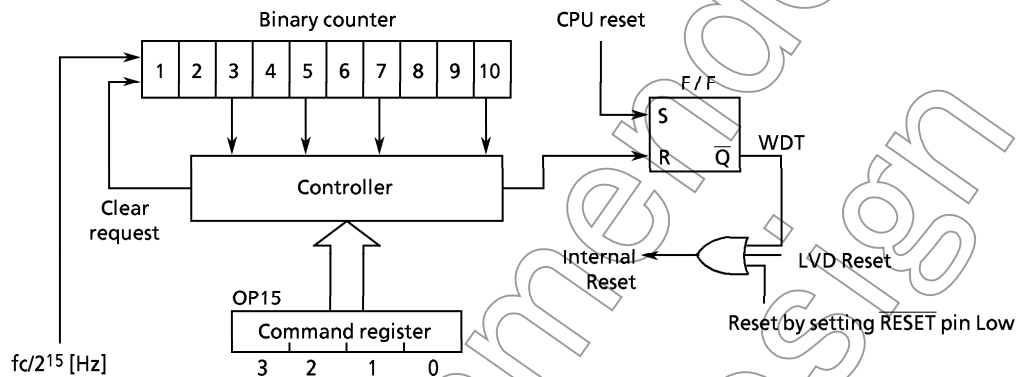 Binary counter
CPU reset
1 2 3 4 5 6 7 8 9 10
F / F
S
R Q̅
WDT
Controller
Clear
request
Internal
Reset
LVD Reset
OP15
Command register
Reset by setting R̅E̅S̅E̅T̅ pin Low
3 2 1 0
fc/2¹⁵ [Hz]